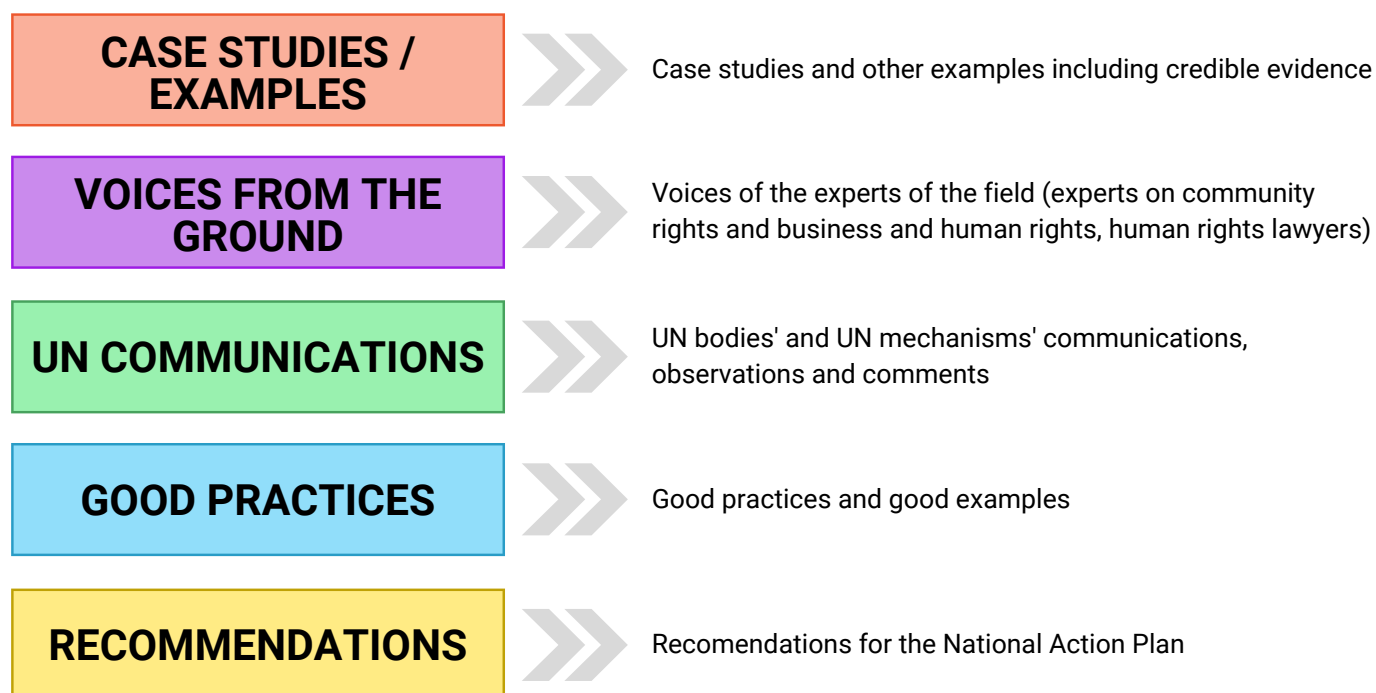 CASE STUDIES /
EXAMPLES
Case studies and other examples including credible evidence
VOICES FROM THE
GROUND
Voices of the experts of the field (experts on community
rights and business and human rights, human rights lawyers)
UN COMMUNICATIONS
UN bodies' and UN mechanisms' communications,
observations and comments
GOOD PRACTICES
Good practices and good examples
RECOMMENDATIONS
Recomendations for the National Action Plan